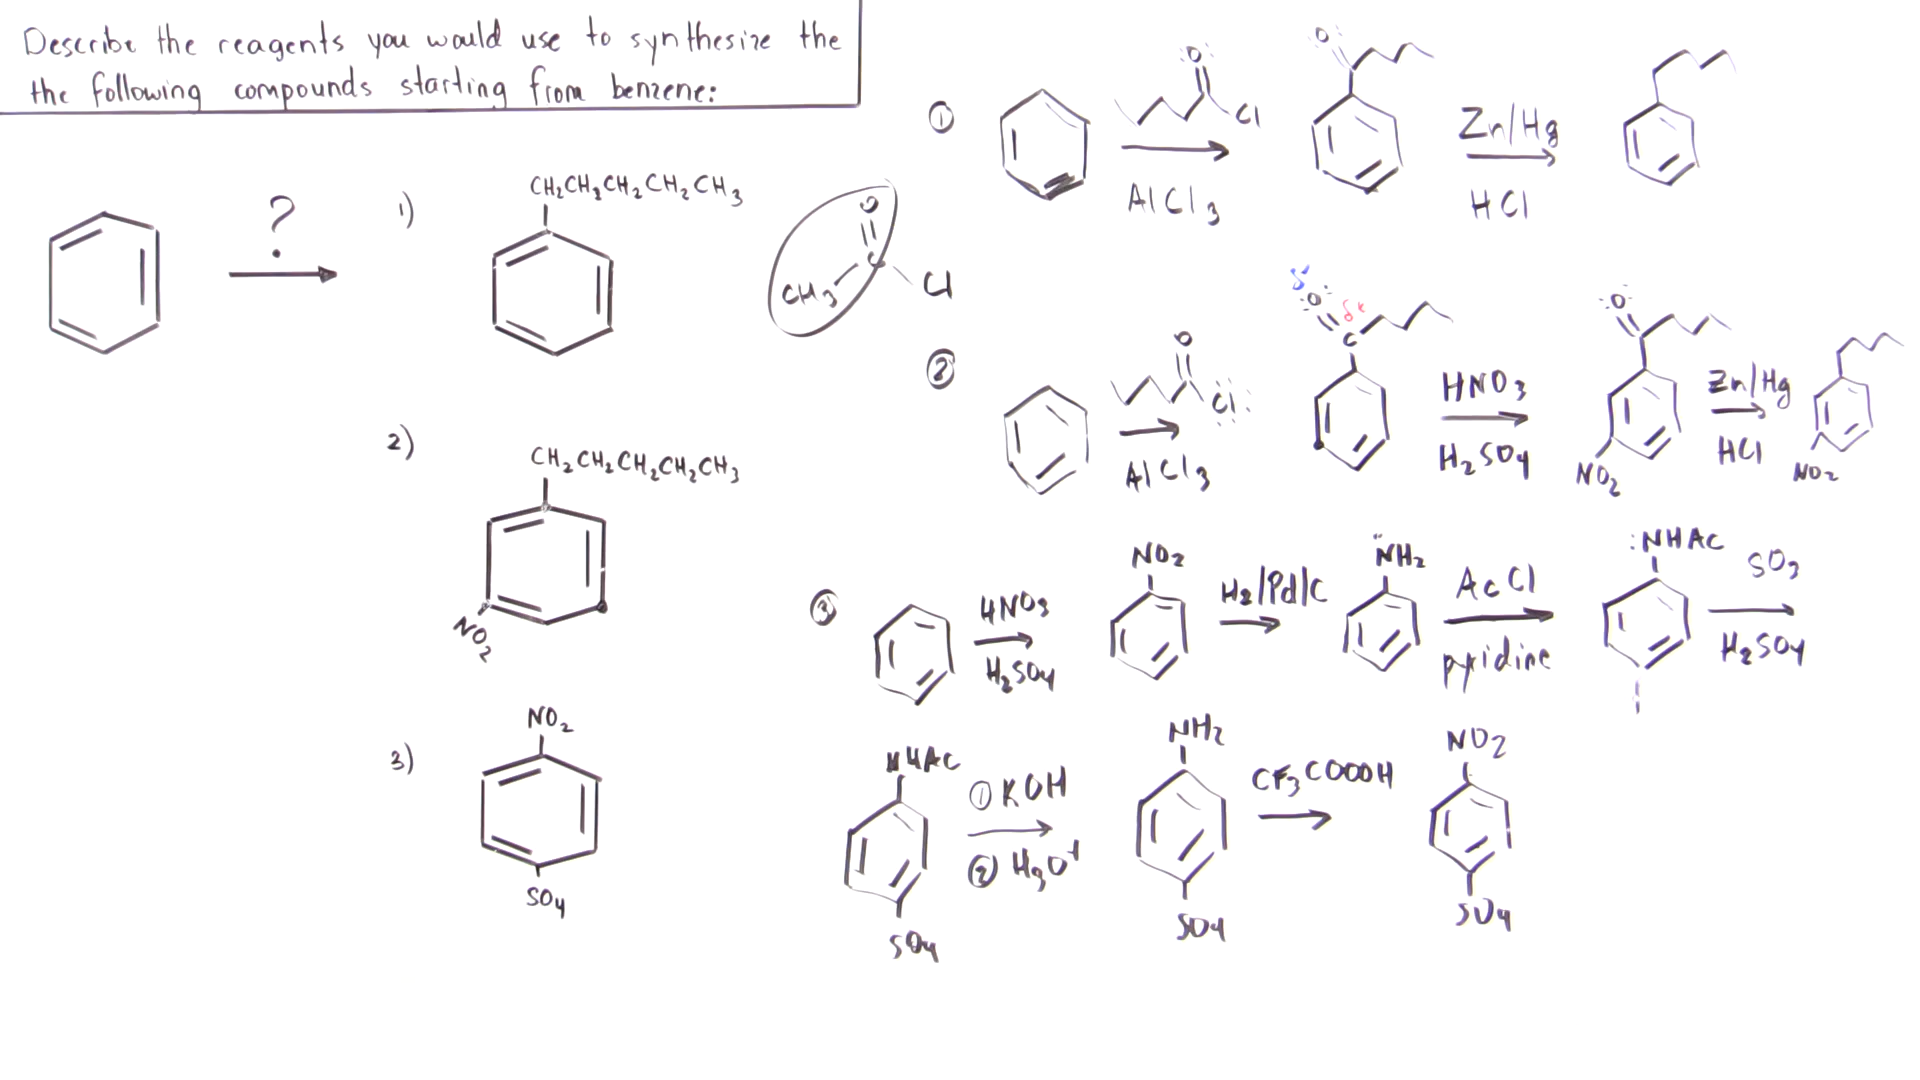 Describe the reagents you would use to synthesize the
the following compounds starting from benzene:
?
1)
CH₂CH₂CH₂CH₂CH₃
O
C
CH₃
Cl
2)
CH₂CH₂CH₂CH₂CH₃
NO₂
3)
NO₂
SO₄
①
O
Cl
AlCl₃
O
Zn/Hg
HCl
②
O
Cl
AlCl₃
δ-
O
δ+
C
HNO₃
H₂SO₄
O
NO₂
Zn/Hg
HCl
NO₂
③
HNO₃
H₂SO₄
NO₂
H₂/Pd/C
NH₂
AcCl
pyridine
:NHAC
SO₃
H₂SO₄
NHAC
SO₄
① KOH
② H₃O⁺
NH₂
SO₄
CF₃COOOH
NO₂
SO₄